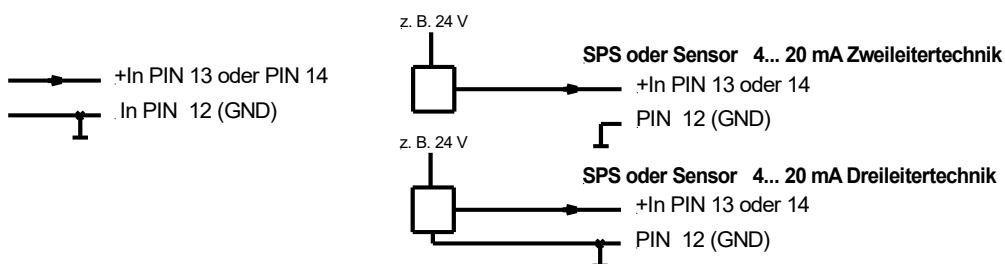 +In PIN 13 oder PIN 14
In PIN 12 (GND)
z. B. 24 V
SPS oder Sensor 4... 20 mA Zweileitertechnik
+In PIN 13 oder 14
PIN 12 (GND)
z. B. 24 V
SPS oder Sensor 4... 20 mA Dreileitertechnik
+In PIN 13 oder 14
PIN 12 (GND)